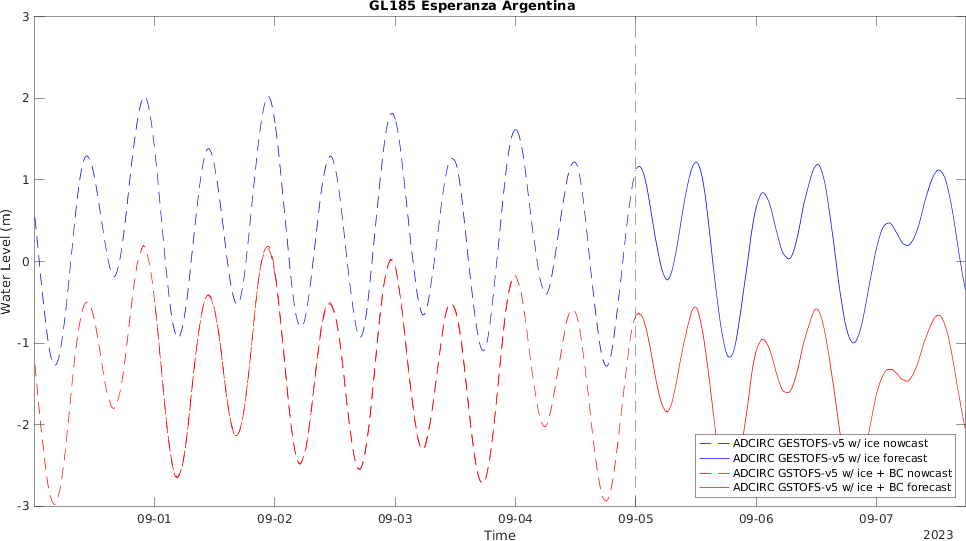 GL185 Esperanza Argentina
Water Level (m)
3
2
1
0
-1
-2
-3
09-01 09-02 09-03 09-04 09-05 09-06 09-07
Time
2023
ADCIRC GESTOFS-v5 w/ ice nowcast
ADCIRC GESTOFS-v5 w/ ice forecast
ADCIRC GSTOFS-v5 w/ ice + BC nowcast
ADCIRC GSTOFS-v5 w/ ice + BC forecast